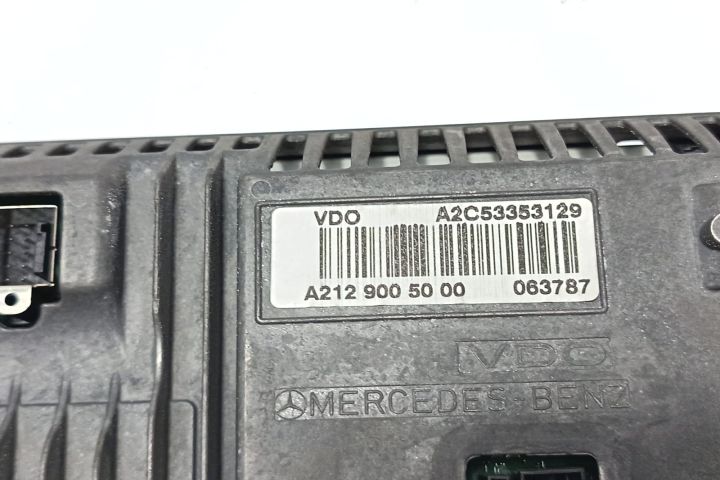 VDO A2C53353129
A212 900 50 00 063787
VDO
MERCEDES-BENZ